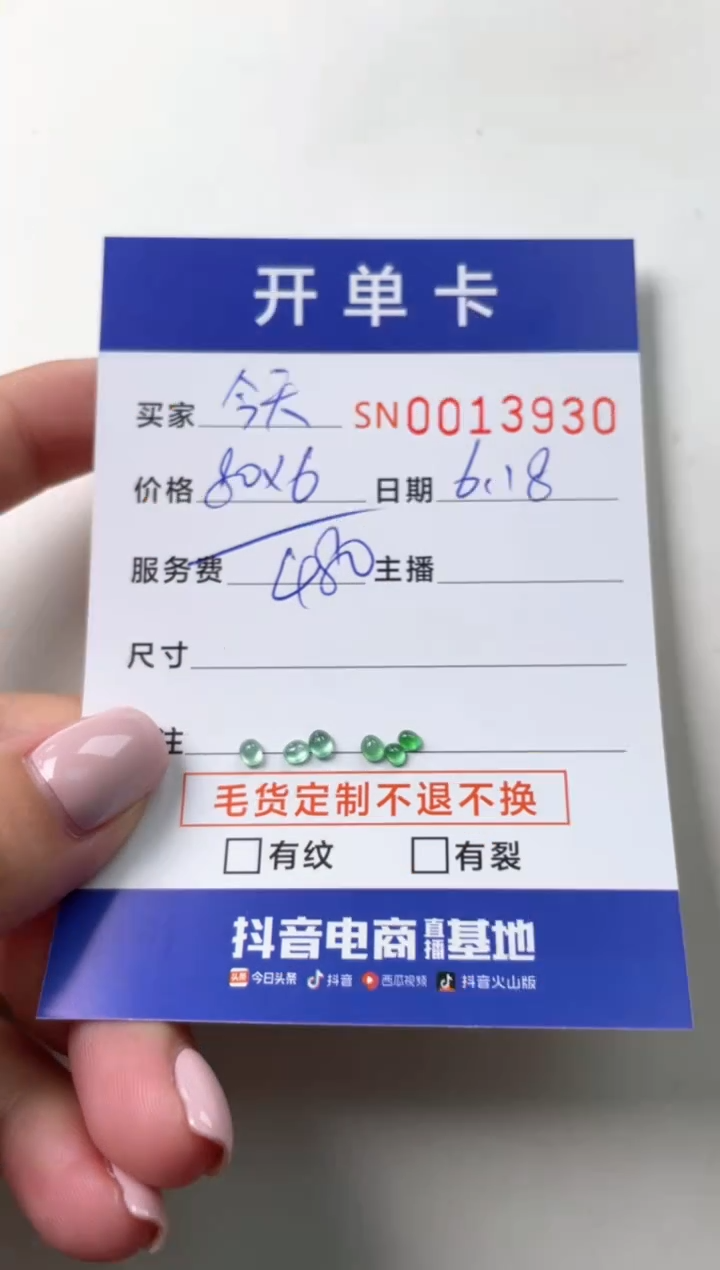 开单卡
买家 今天 SN0013930
价格 80x6 日期 6.18
服务费 480 主播
尺寸
注
毛货定制不退不换
□有纹 □有裂
抖音电商直播基地
头条 今日头条 抖音 西瓜视频 抖音火山版